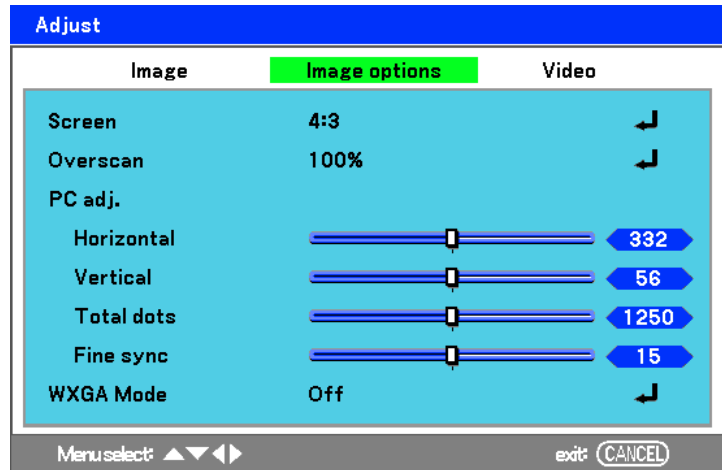 Adjust
Image Image options Video
Screen 4:3
Overscan 100%
PC adj.
Horizontal 332
Vertical 56
Total dots 1250
Fine sync 15
WXGA Mode Off
Menu select: exit: CANCEL